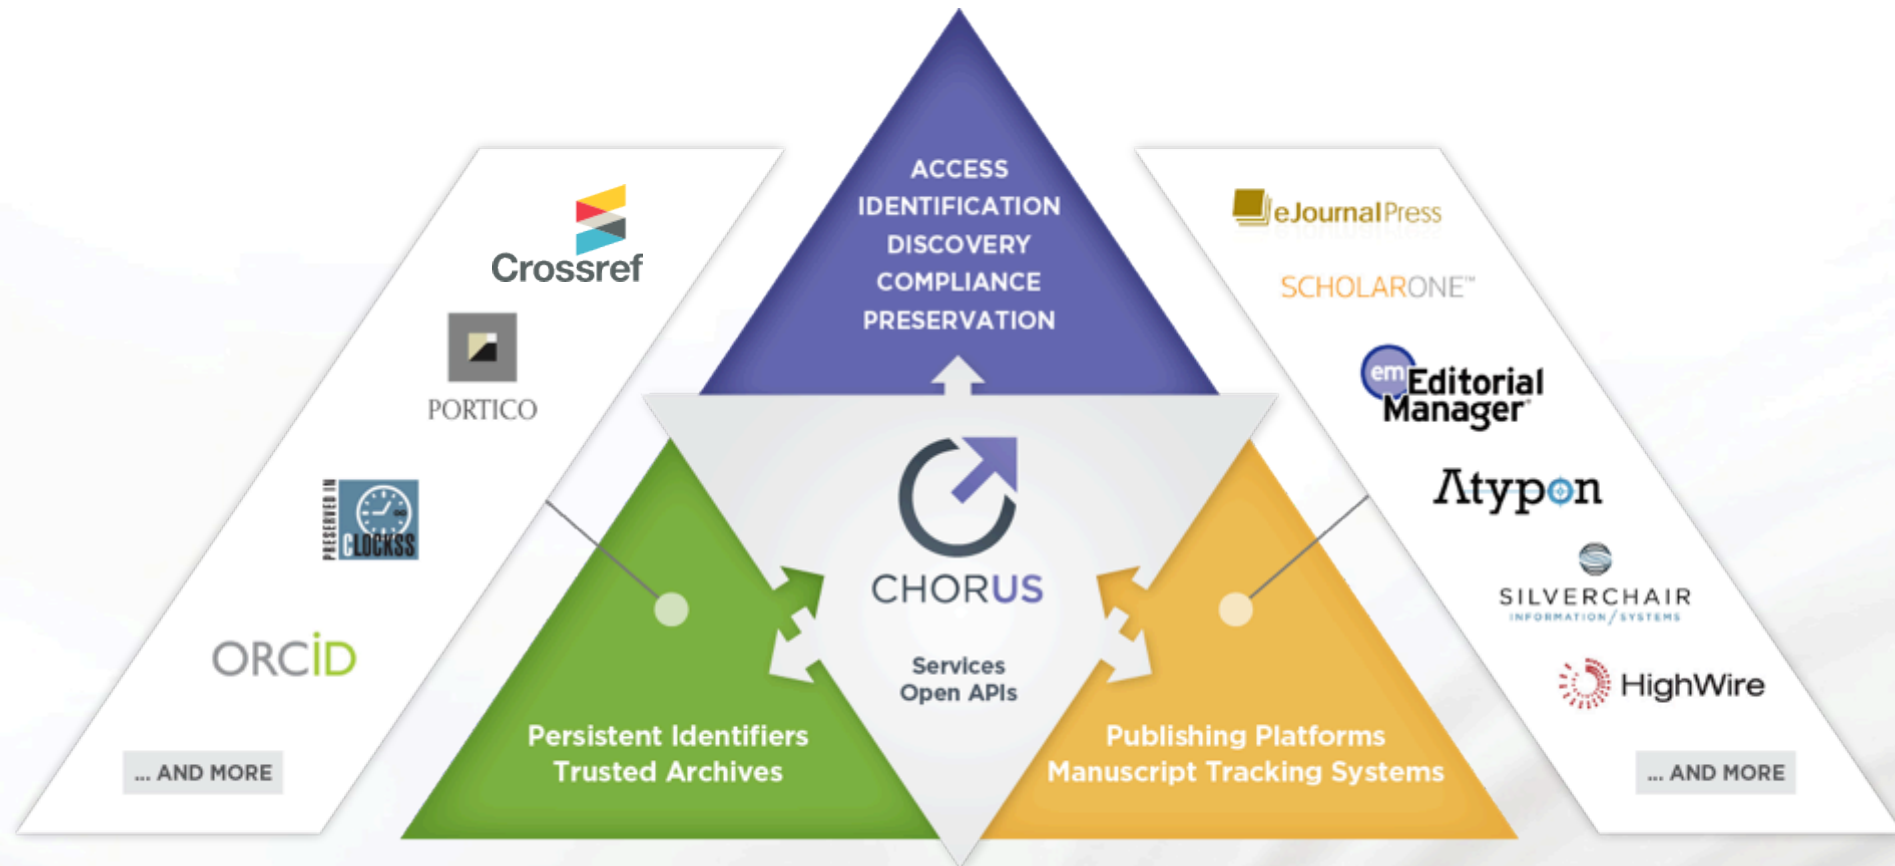 ACCESS
IDENTIFICATION
DISCOVERY
COMPLIANCE
PRESERVATION
Crossref
PORTICO
PRESERVED IN
CLOCKSS
ORCiD
... AND MORE
CHORUS
Services
Open APIs
Persistent Identifiers
Trusted Archives
Publishing Platforms
Manuscript Tracking Systems
eJournalPress
SCHOLARONE™
em Editorial
Manager®
Atypon
SILVERCHAIR
INFORMATION/SYSTEMS
HighWire
... AND MORE